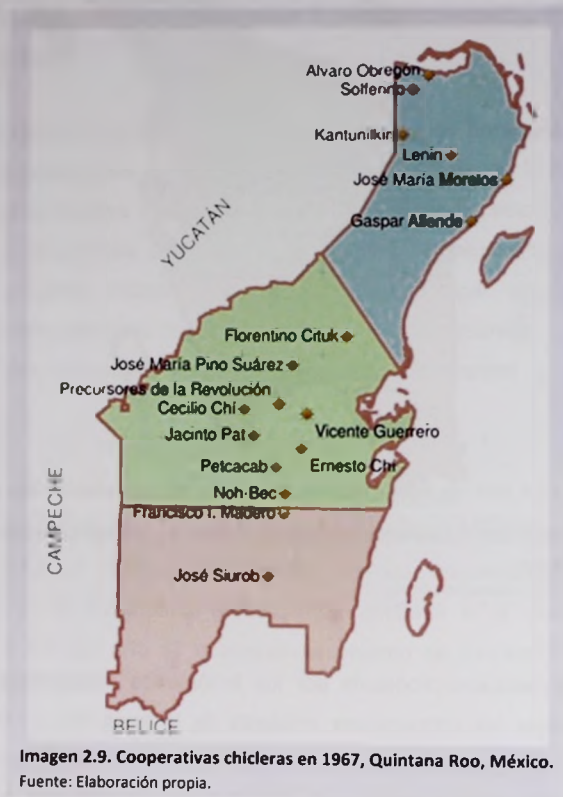 Alvaro Obregón
Solferino
Kantunilkin
Lenin
José María Morelos
Gaspar Allende
YUCATÁN
Florentino Cituk
José María Pino Suárez
Precursores de la Revolución
Cecilio Chí
Vicente Guerrero
Jacinto Pat
Ernesto Chí
Petcacab
Noh-Bec
Francisco I. Madero
CAMPECHE
José Siurob
BELICE
Imagen 2.9. Cooperativas chicleras en 1967, Quintana Roo, México.
Fuente: Elaboración propia.